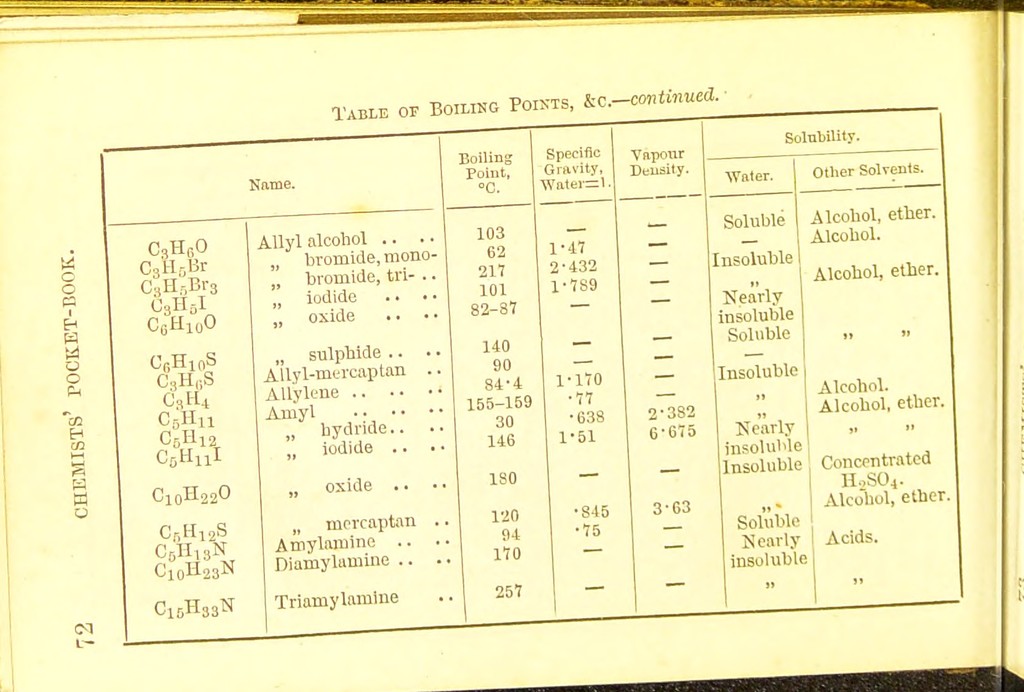 TABLE OF BOILING POINTS, &c.—continued.
Name.
Boiling Point, °C.
Specific Gravity, Water=1.
Vapour Density.
Solubility.
Water.
Other Solvents.
C₃H₆O Allyl alcohol .. .. 103 — — Soluble Alcohol, ether.
C₃H₅Br „ bromide, mono- 62 1·47 — — Alcohol.
C₃H₅Br₃ „ bromide, tri- .. 217 2·432 — Insoluble
C₃H₅I „ iodide .. .. 101 1·789 — „ Alcohol, ether.
C₆H₁₀O „ oxide .. .. 82-87 — — Nearly
insoluble
C₆H₁₀S „ sulphide .. .. 140 — — Soluble „ „
C₃H₆S Allyl-mercaptan .. 90 — — —
C₃H₄ Allylene .. .. .. 84·4 1·170 — Insoluble
C₅H₁₁ Amyl .. .. .. 155-159 ·77 „ Alcohol.
C₅H₁₂ „ hydride.. .. 30 ·638 2·382 „ Alcohol, ether.
C₅H₁₁I „ iodide .. .. 146 1·51 6·675 Nearly „ „
insoluble
C₁₀H₂₂O „ oxide .. .. 180 — — Insoluble Concentrated
H₂SO₄.
C₅H₁₂S „ mercaptan .. 120 ·845 3·63 „ Alcohol, ether.
C₅H₁₃N Amylamine .. .. 94 ·75 — Soluble
C₁₀H₂₃N Diamylamine .. .. 170 — — Nearly Acids.
insoluble
C₁₅H₃₃N Triamylamine .. 257 — — „ „
72
CHEMISTS' POCKET-BOOK.